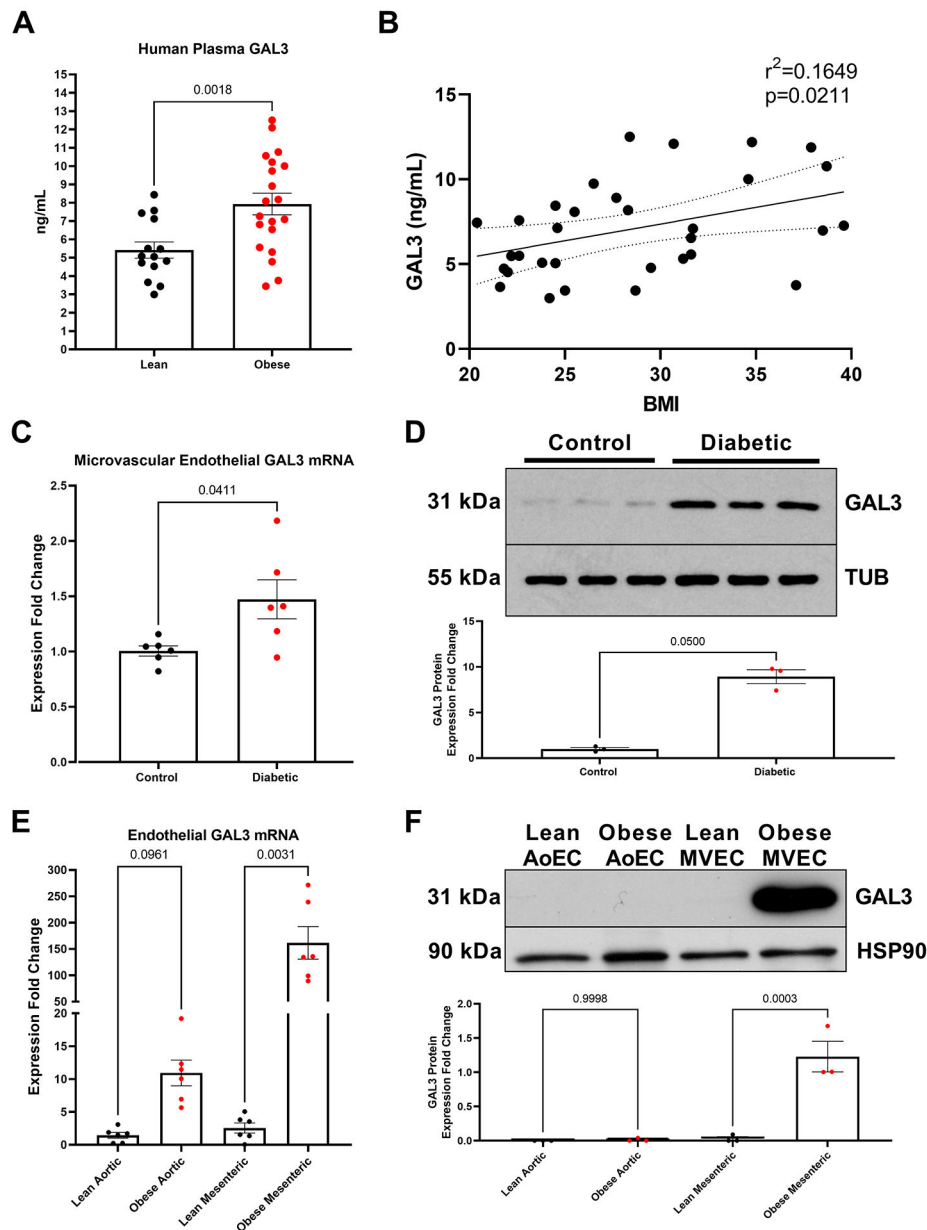 A
Human Plasma GAL3
ng/mL
15
14
13
12
11
10
9
8
7
6
5
4
3
2
1
0
0.0018
Lean
Obese
B
r²=0.1649
p=0.0211
GAL3 (ng/mL)
15
10
5
0
20
25
30
35
40
BMI
C
Microvascular Endothelial GAL3 mRNA
Expression Fold Change
2.5
2.0
1.5
1.0
0.5
0.0
0.0411
Control
Diabetic
D
Control
Diabetic
31 kDa
GAL3
55 kDa
TUB
GAL3 Protein
Expression Fold Change
15
10
5
0
0.0500
Control
Diabetic
E
Endothelial GAL3 mRNA
Expression Fold Change
300
250
200
150
100
50
20
15
10
5
0
0.0961
0.0031
Lean Aortic
Obese Aortic
Lean Mesenteric
Obese Mesenteric
F
Lean
AoEC
Obese
AoEC
Lean
MVEC
Obese
MVEC
31 kDa
GAL3
90 kDa
HSP90
GAL3 Protein
Expression Fold Change
2.0
1.5
1.0
0.5
0.0
0.9998
0.0003
Lean Aortic
Obese Aortic
Lean Mesenteric
Obese Mesenteric